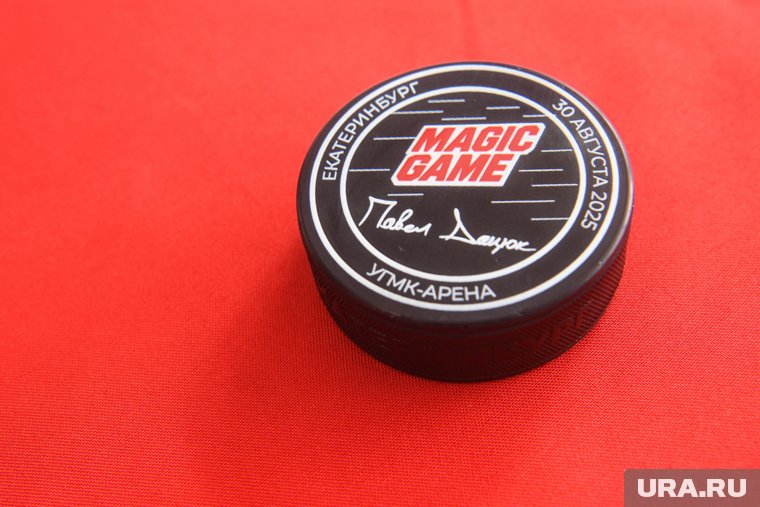 ЕКАТЕРИНБУРГ
30 АВГУСТА 2025
MAGIC
GAME
Павел Дацюк
УГМК-АРЕНА
URA.RU